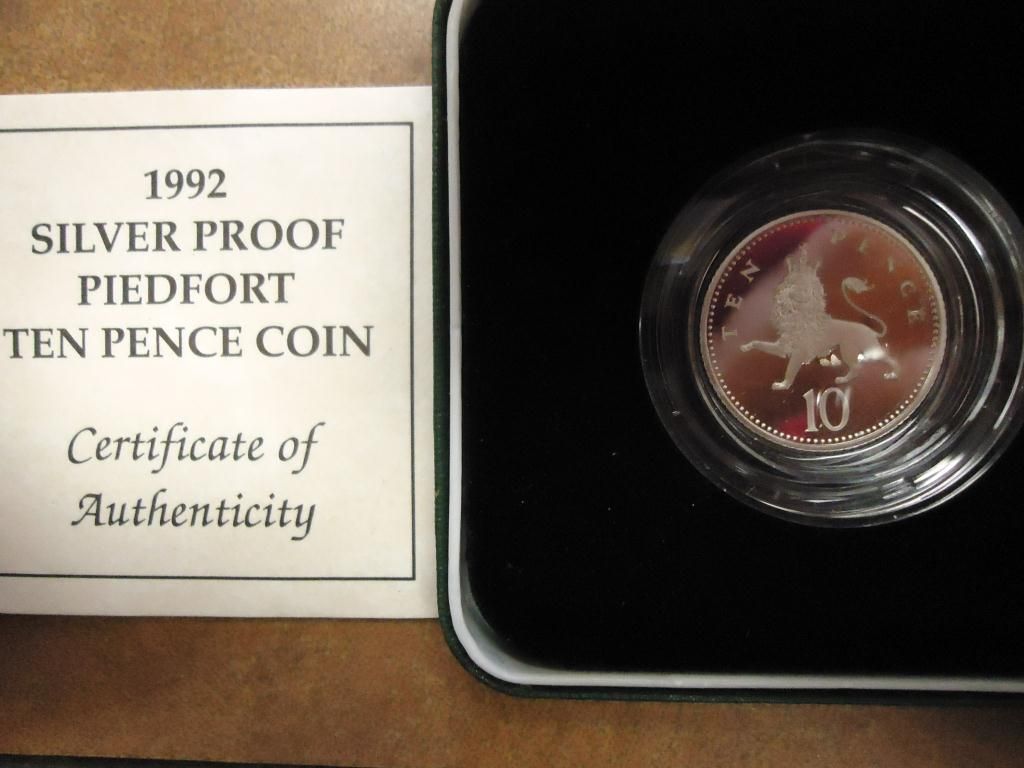 1992
SILVER PROOF
PIEDFORT
TEN PENCE COIN
Certificate of
Authenticity
TEN PENCE
10